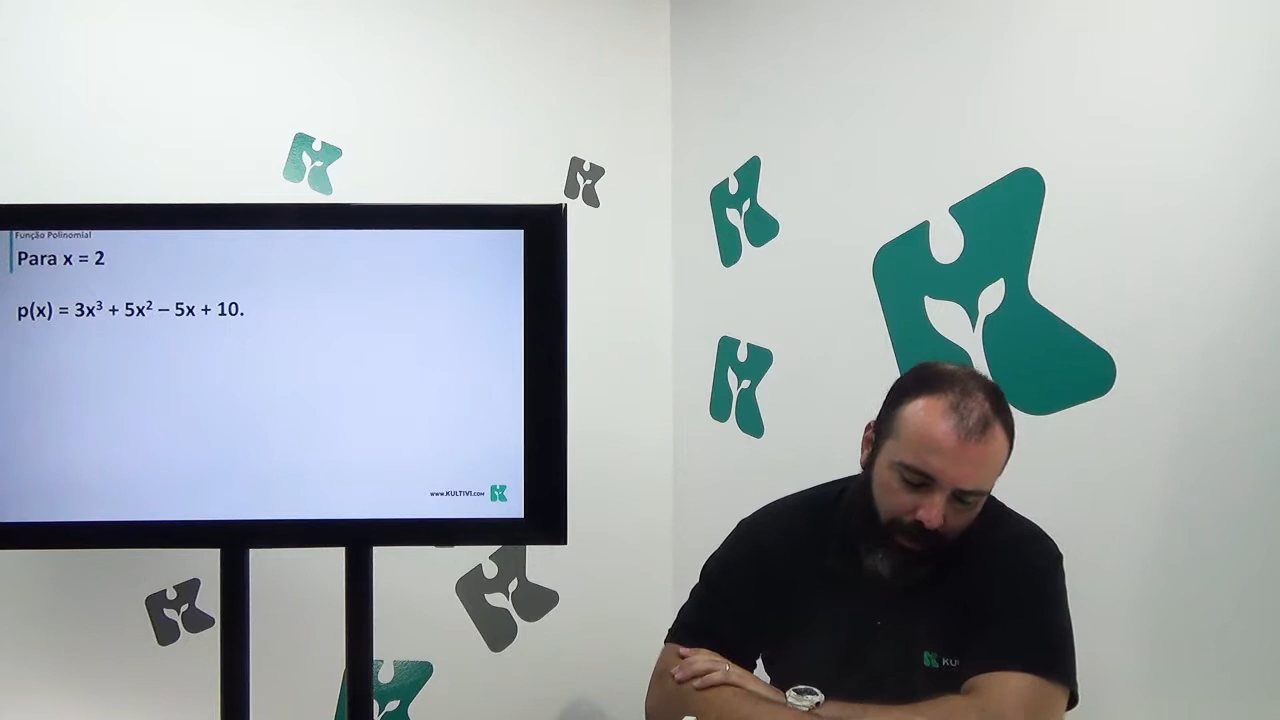 Função Polinomial
Para x = 2
p(x) = 3x³ + 5x² – 5x + 10.
www.KULTIVI.COM